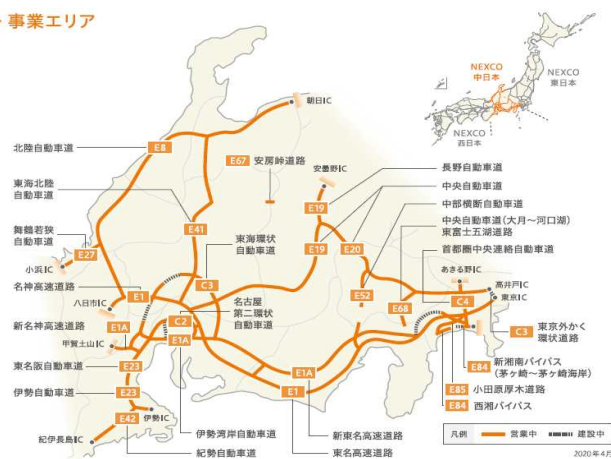 事業エリア
NEXCO
中日本
NEXCO
東日本
NEXCO
西日本
朝日IC
北陸自動車道
E8
E67
安房峠道路
安曇野IC
長野自動車道
東海北陸
自動車道
E19
中央自動車道
E41
中部横断自動車道
舞鶴若狭
自動車道
東海環状
自動車道
E19
E20
中央自動車道(大月～河口湖)
東富士五湖道路
E27
首都圏中央連絡自動車道
小浜IC
あきる野IC
名神高速道路
C3
高井戸IC
E1
E52
C4
東京IC
八日市IC
名古屋
第二環状
自動車道
E68
新名神高速道路
E1A
C2
C3
東京外かく
環状道路
甲賀土山IC
E1A
東名阪自動車道
E23
E1A
E84
新湘南バイパス
(茅ヶ崎～茅ヶ崎海岸)
伊勢自動車道
E23
E1
E85
小田原厚木道路
E84
西湘バイパス
E42
伊勢IC
紀伊長島IC
伊勢湾岸自動車道
紀勢自動車道
新東名高速道路
東名高速道路
凡例
営業中
建設中
2020年4月